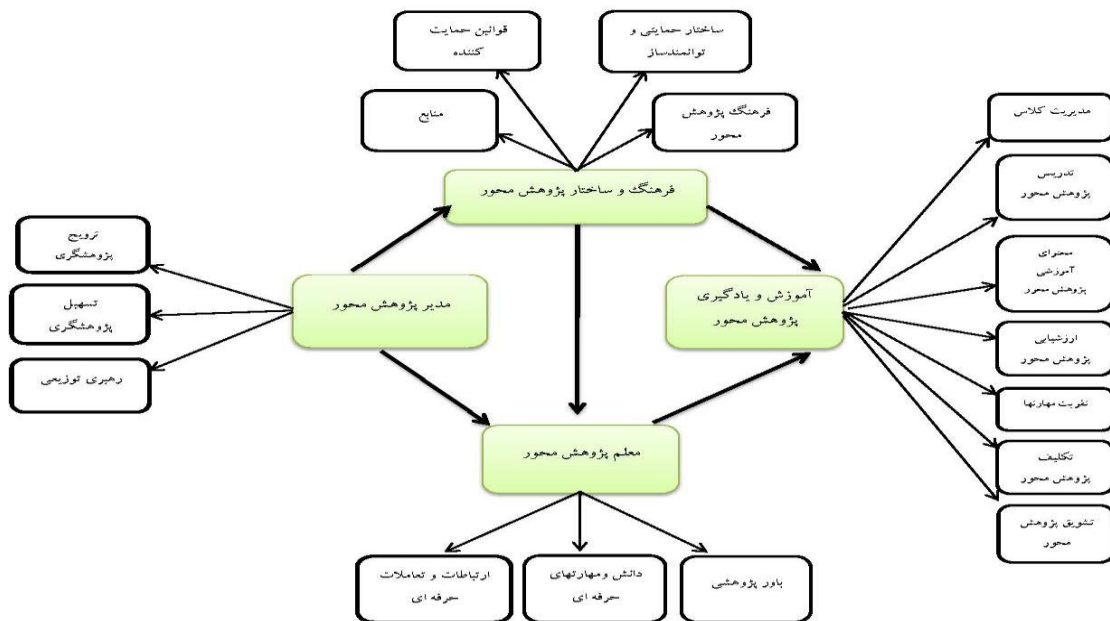 قوانین حمایت
کننده
ساختار حمایتی و
توانمندساز
منابع
فرهنگ پژوهش
محور
فرهنگ و ساختار پژوهش محور
مدیریت کلاس
تدریس
پژوهش محور
محتوای
آموزشی
پژوهش محور
ارزشیابی
پژوهش محور
تقویت مهارتها
تکلیف
پژوهش محور
تشویق پژوهش
محور
آموزش و یادگیری
پژوهش محور
مدیر پژوهش محور
ترویج
پژوهشگری
تسهیل
پژوهشگری
رهبری توزیعی
معلم پژوهش محور
باور پژوهشی
دانش ومهارتهای
حرفه ای
ارتباطات و تعاملات
حرفه ای